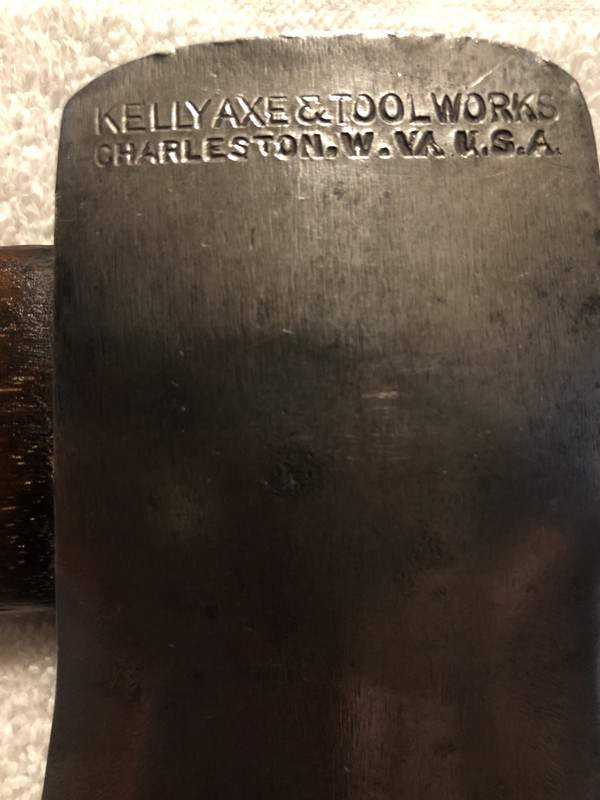 KELLY AXE & TOOL WORKS
CHARLESTON. W. VA. U.S.A.